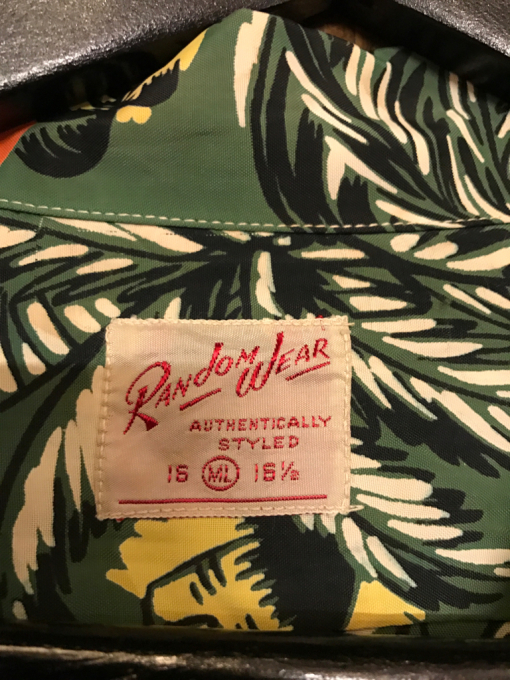 Random Wear
AUTHENTICALLY
STYLED
16 ML 16½